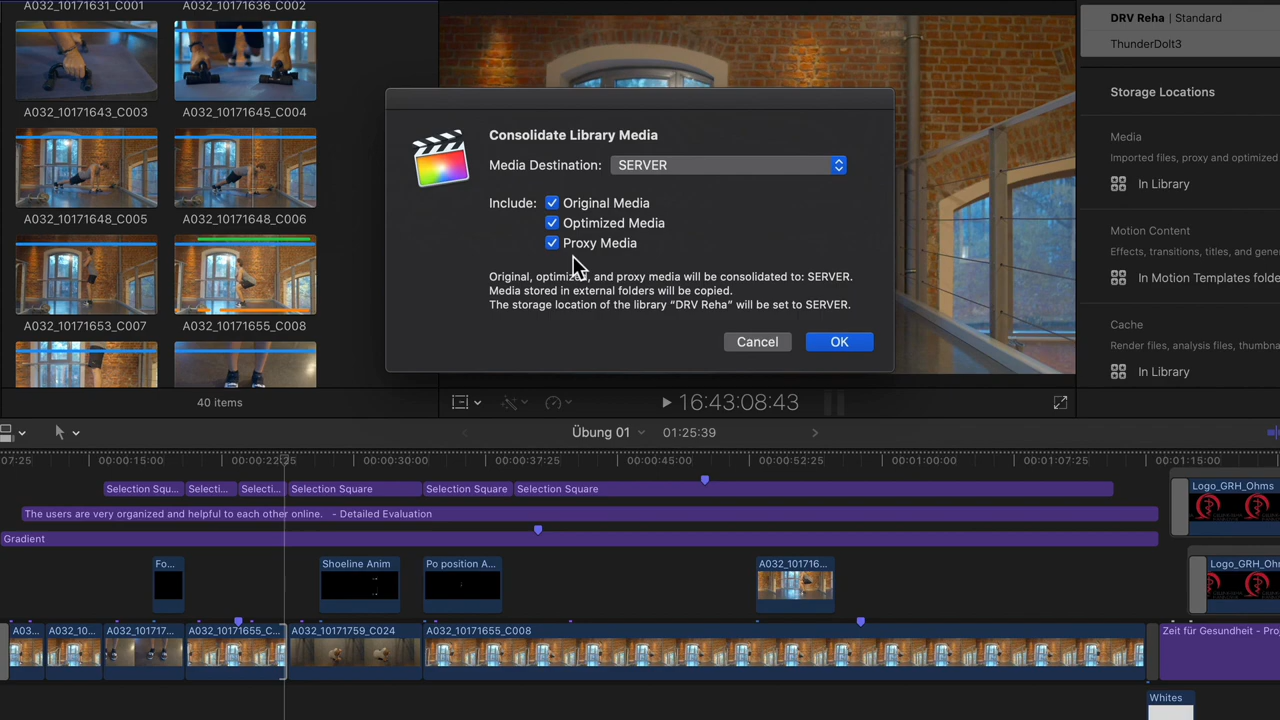 A032_10171631_C001
A032_10171636_C002
A032_10171643_C003
A032_10171645_C004
A032_10171648_C005
A032_10171648_C006
A032_10171653_C007
A032_10171655_C008
40 items
Consolidate Library Media
Media Destination: SERVER
Include: Original Media
Optimized Media
Proxy Media
Original, optimized, and proxy media will be consolidated to: SERVER.
Media stored in external folders will be copied.
The storage location of the library “DRV Reha” will be set to SERVER.
Cancel
OK
16:43:08:43
DRV Reha | Standard
ThunderDolt3
Storage Locations
Media
Imported files, proxy and optimized
In Library
Motion Content
Effects, transitions, titles, and gene
In Motion Templates folde
Cache
Render files, analysis files, thumbna
In Library
Übung 01
01:25:39
07:25
00:00:15:00
00:00:22:25
00:00:30:00
00:00:37:25
00:00:45:00
00:00:52:25
00:01:00:00
00:01:07:25
00:01:15:00
Selection Squ...
Selecti...
Selecti...
Selection Square
Selection Square
Selection Square
The users are very organized and helpful to each other online. - Detailed Evaluation
Gradient
Logo_GRH_Ohms
Fo...
Shoeline Anim
Po position A...
A032_101716...
Logo_GRH_Ohm
A03...
A032_10...
A032_101717...
A032_10171655_C...
A032_10171759_C024
A032_10171655_C008
Zeit für Gesundheit - Pro
Whites